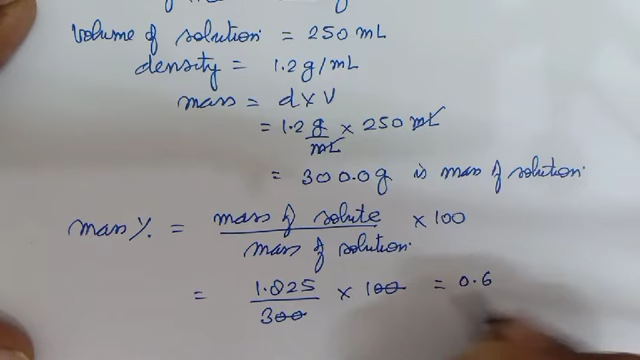 Volume of solution = 250 mL
density = 1.2 g/mL
mass = d x V
= 1.2 g/mL x 250 mL
= 300.0g is mass of solution.
mass % = mass of solute / mass of solution. x 100
= 1.825 / 300 x 100 = 0.6